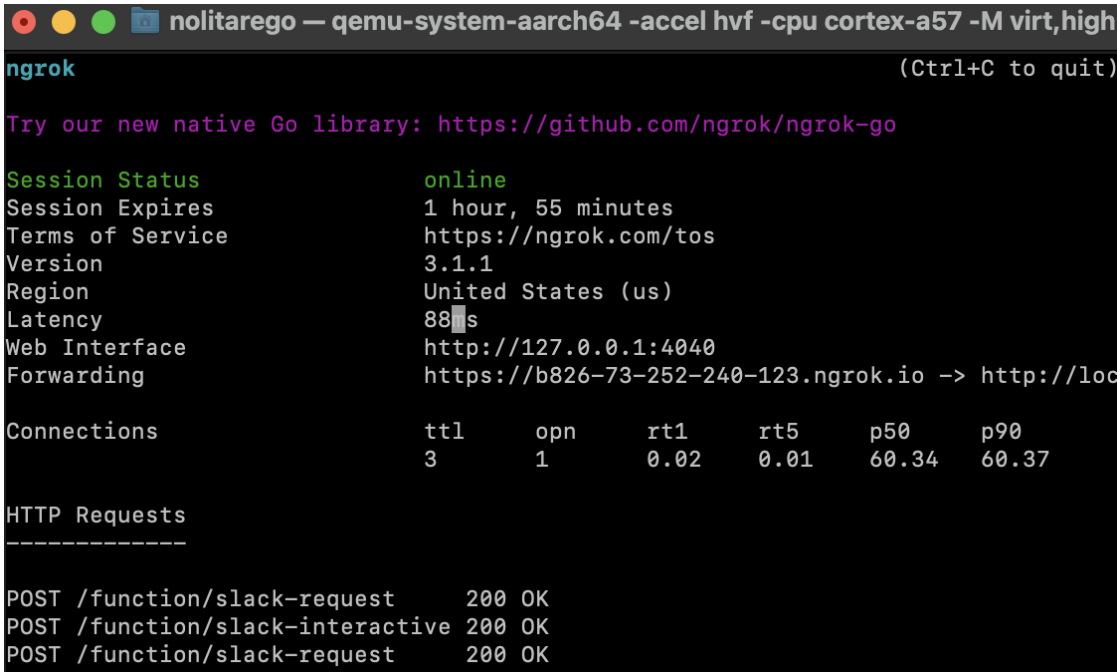 nolitarego — qemu-system-aarch64 -accel hvf -cpu cortex-a57 -M virt,high
ngrok (Ctrl+C to quit)
Try our new native Go library: https://github.com/ngrok/ngrok-go
Session Status online
Session Expires 1 hour, 55 minutes
Terms of Service https://ngrok.com/tos
Version 3.1.1
Region United States (us)
Latency 88ms
Web Interface http://127.0.0.1:4040
Forwarding https://b826-73-252-240-123.ngrok.io -> http://loc
Connections ttl opn rt1 rt5 p50 p90
3 1 0.02 0.01 60.34 60.37
HTTP Requests
-------------
POST /function/slack-request 200 OK
POST /function/slack-interactive 200 OK
POST /function/slack-request 200 OK